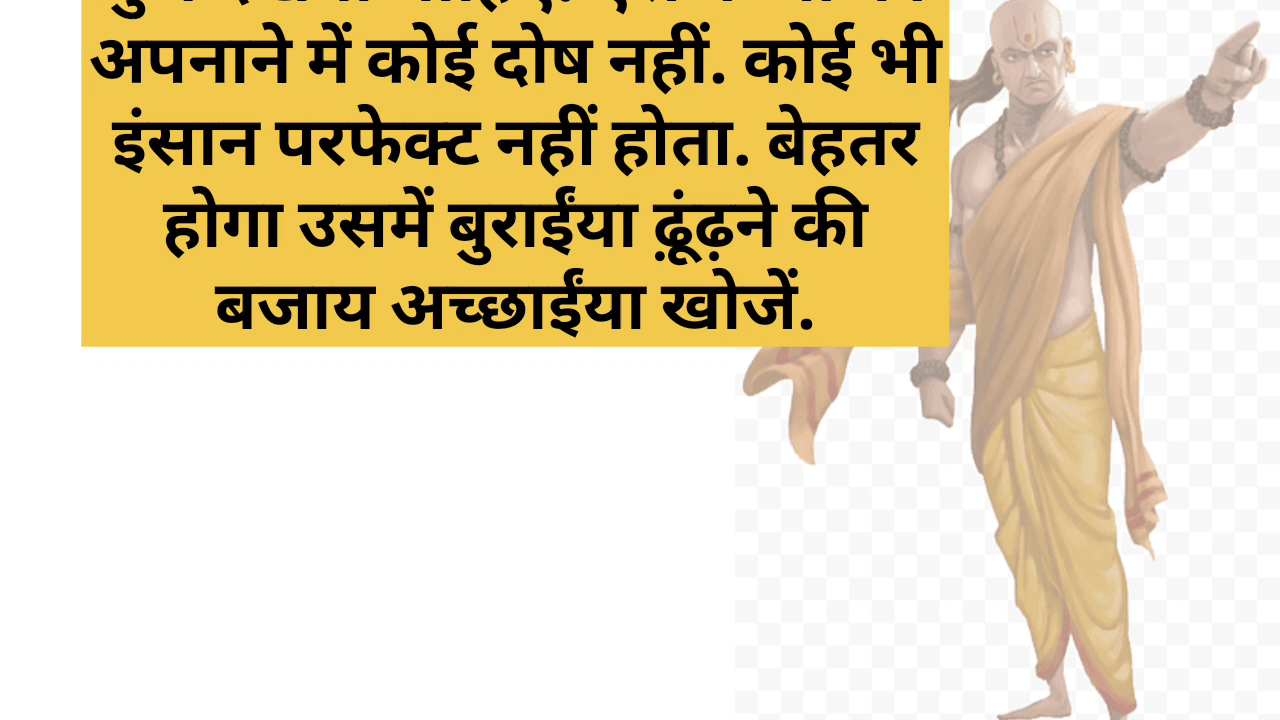 अपनाने में कोई दोष नहीं. कोई भी
इंसान परफेक्ट नहीं होता. बेहतर
होगा उसमें बुराईंया ढ़ूंढ़ने की
बजाय अच्छाईंया खोजें.